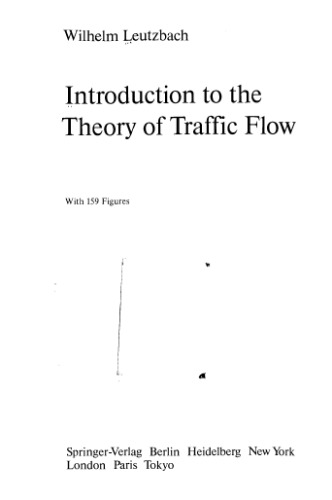 Wilhelm Leutzbach
Introduction to the
Theory of Traffic Flow
With 159 Figures
Springer-Verlag Berlin Heidelberg New York
London Paris Tokyo